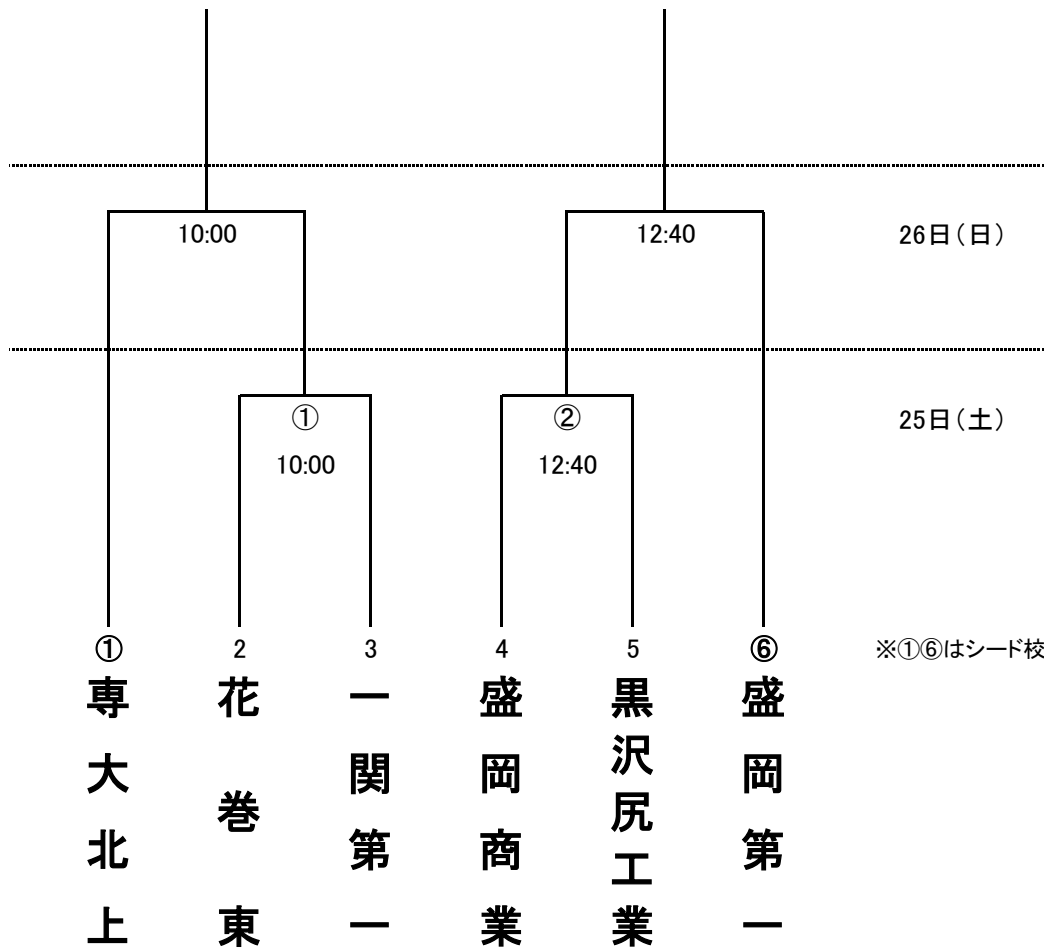 10:00
12:40
26日(日)
①
②
25日(土)
10:00
12:40
①
2
3
4
5
⑥
※①⑥はシード校
専大北上
花巻東
一関第一
盛岡商業
黒沢尻工業
盛岡第一